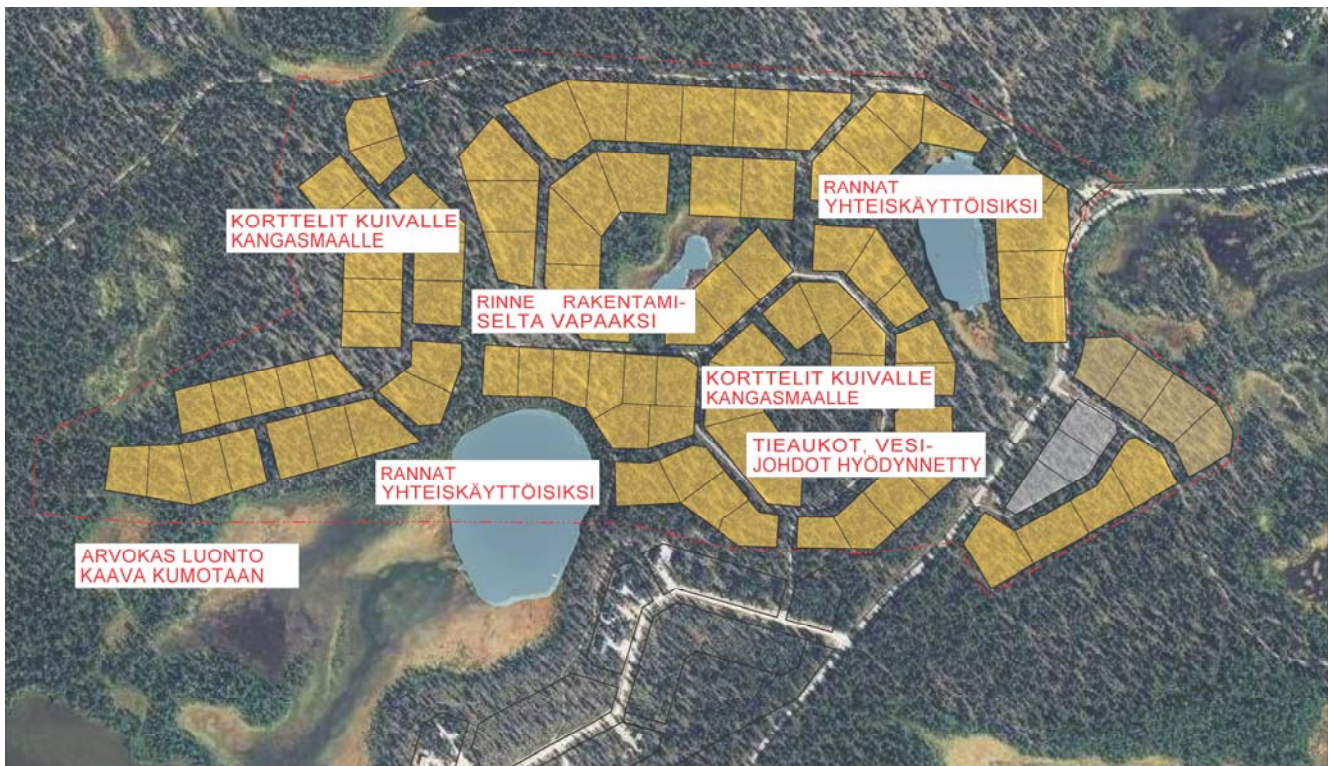 RANNAT
YHTEISKÄYTTÖISIKSI
KORTTELIT KUIVALLE
KANGASMAALLE
RINNE RAKENTAMI-
SELTA VAPAAKSI
KORTTELIT KUIVALLE
KANGASMAALLE
TIEAUKOT, VESI-
JOHDOT HYÖDYNNETTY
RANNAT
YHTEISKÄYTTÖISIKSI
ARVOKAS LUONTO
KAAVA KUMOTAAN